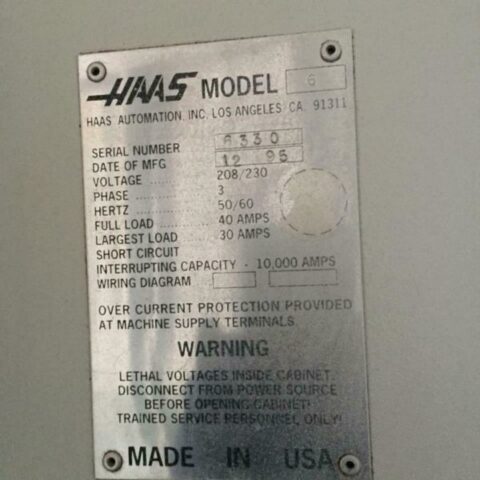 HAAS MODEL 6
HAAS AUTOMATION, INC. LOS ANGELES CA. 91311
SERIAL NUMBER 6330
DATE OF MFG 12 95
VOLTAGE ........ 208/230
PHASE ........ 3
HERTZ ........ 50/60
FULL LOAD ........ 40 AMPS
LARGEST LOAD ........ 30 AMPS
SHORT CIRCUIT
INTERRUPTING CAPACITY - 10,000 AMPS
WIRING DIAGRAM
OVER CURRENT PROTECTION PROVIDED
AT MACHINE SUPPLY TERMINALS.
WARNING
LETHAL VOLTAGES INSIDE CABINET.
DISCONNECT FROM POWER SOURCE
BEFORE OPENING CABINET!
TRAINED SERVICE PERSONNEL ONLY!
MADE IN USA